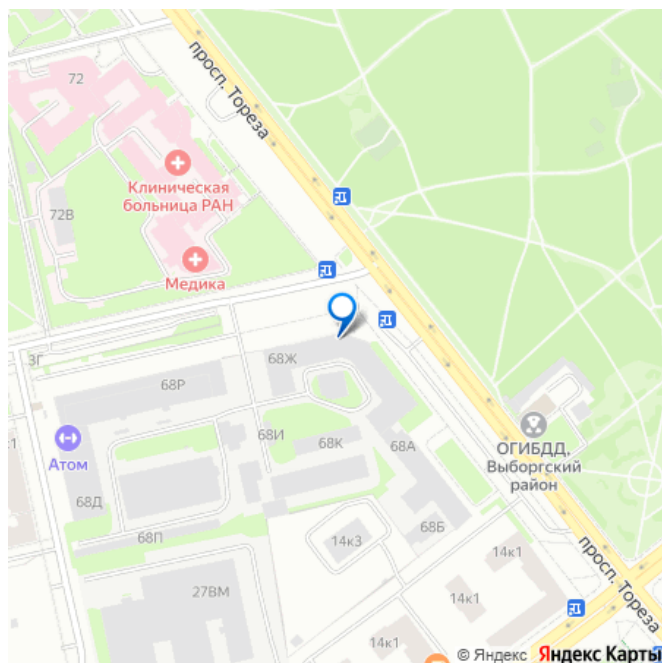 72
просп. Тореза
Клиническая
больница РАН
72В
Медика
3Г
68Ж
68Р
68И
68К
68А
Атом
ОГИБДД,
Выборгский
район
68Д
68Б
68П
14к3
14к1
просп. Тореза
27ВМ
14к1
14к1
© Яндекс Яндекс Карты